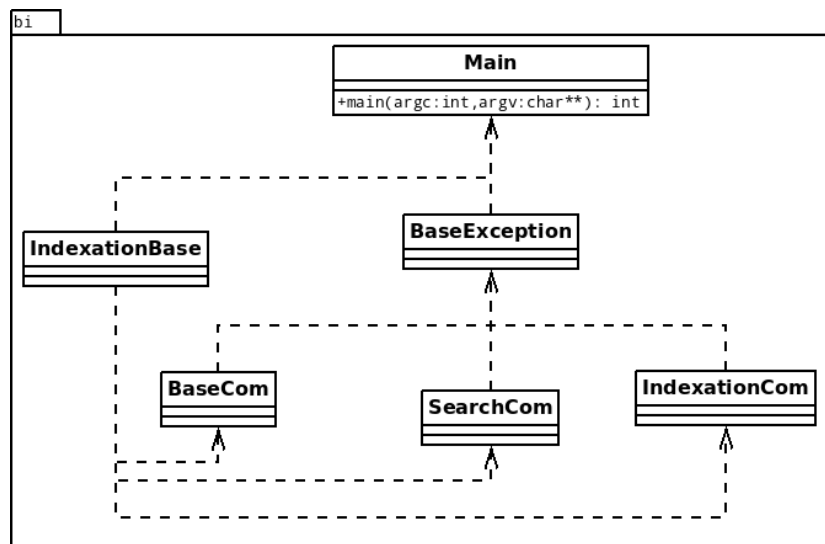 bi
Main
+main(argc:int,argv:char**): int
IndexationBase
BaseException
BaseCom
SearchCom
IndexationCom